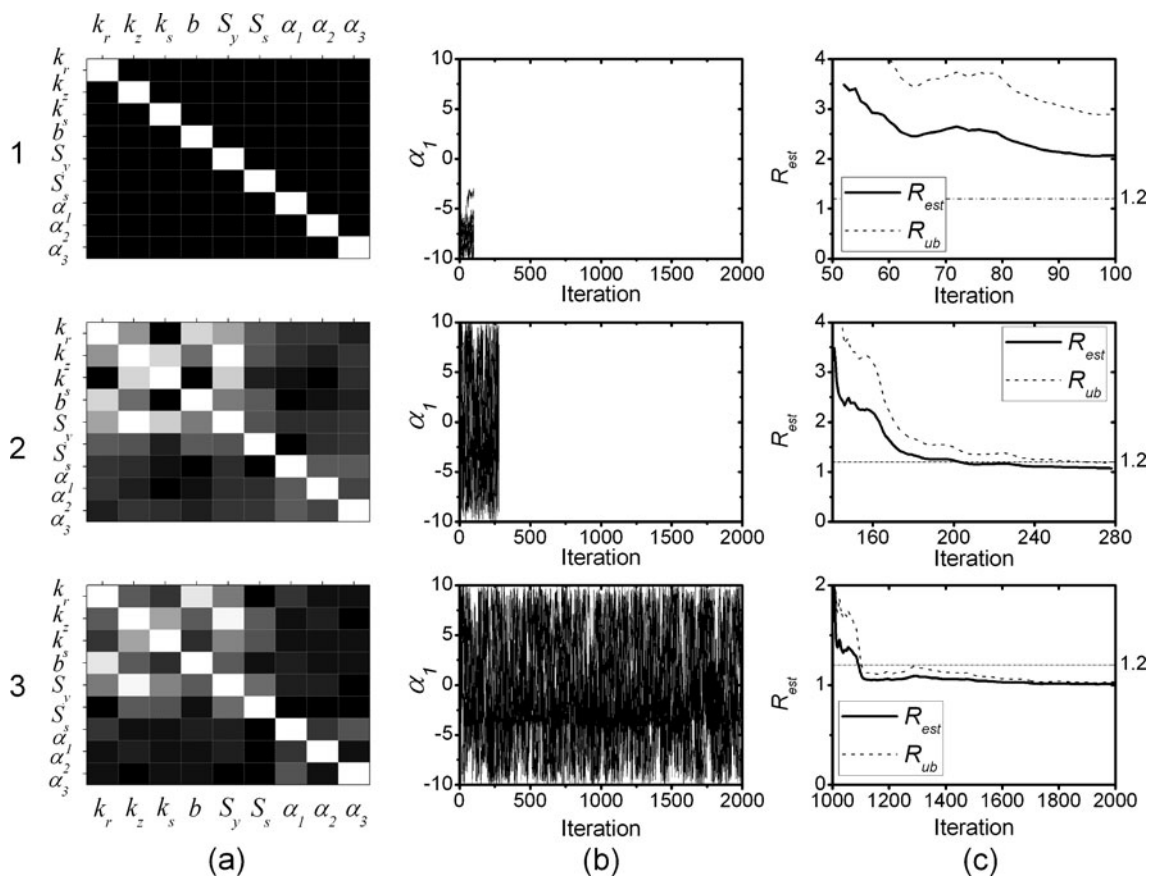 k_r k_z k_s b S_y S_s α_1 α_2 α_3
1
k_r
k_z
k_s
b
S_y
S_s
α_1
α_2
α_3
α_1
10
5
0
-5
-10
0 500 1000 1500 2000
Iteration
R_est
4
3
2
1
0
R_est
R_ub
1.2
50 60 70 80 90 100
Iteration
2
k_r
k_z
k_s
b
S_y
S_s
α_1
α_2
α_3
α_1
10
5
0
-5
-10
0 500 1000 1500 2000
Iteration
R_est
4
3
2
1
0
R_est
R_ub
1.2
160 200 240 280
Iteration
3
k_r
k_z
k_s
b
S_y
S_s
α_1
α_2
α_3
k_r k_z k_s b S_y S_s α_1 α_2 α_3
α_1
10
5
0
-5
-10
0 500 1000 1500 2000
Iteration
R_est
2
1
0
R_est
R_ub
1.2
1000 1200 1400 1600 1800 2000
Iteration
(a) (b) (c)